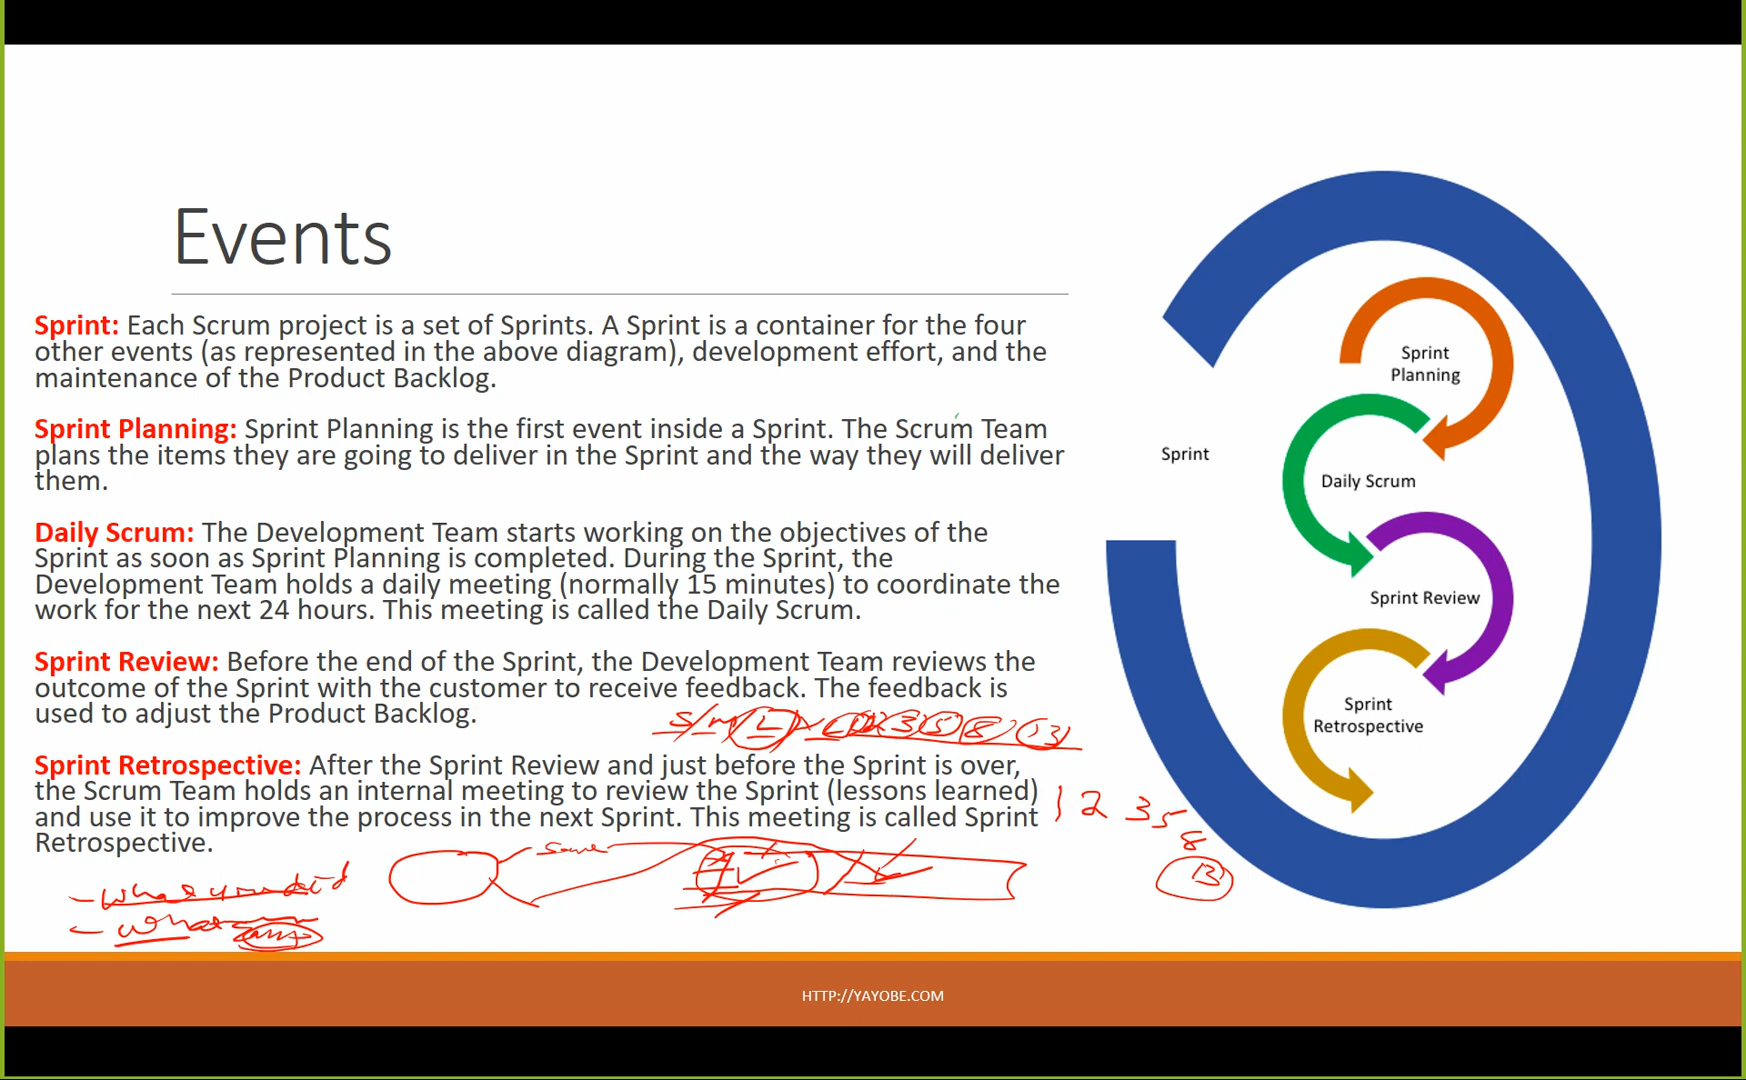 Events
Sprint: Each Scrum project is a set of Sprints. A Sprint is a container for the four
other events (as represented in the above diagram), development effort, and the
maintenance of the Product Backlog.
Sprint Planning: Sprint Planning is the first event inside a Sprint. The Scrum Team
plans the items they are going to deliver in the Sprint and the way they will deliver
them.
Daily Scrum: The Development Team starts working on the objectives of the
Sprint as soon as Sprint Planning is completed. During the Sprint, the
Development Team holds a daily meeting (normally 15 minutes) to coordinate the
work for the next 24 hours. This meeting is called the Daily Scrum.
Sprint Review: Before the end of the Sprint, the Development Team reviews the
outcome of the Sprint with the customer to receive feedback. The feedback is
used to adjust the Product Backlog.
Sprint Retrospective: After the Sprint Review and just before the Sprint is over,
the Scrum Team holds an internal meeting to review the Sprint (lessons learned)
and use it to improve the process in the next Sprint. This meeting is called Sprint
Retrospective.
1 2 3 5
8
13
- what you did
- what
Sprint
Sprint
Planning
Daily Scrum
Sprint Review
Sprint
Retrospective
HTTP://YAYOBE.COM